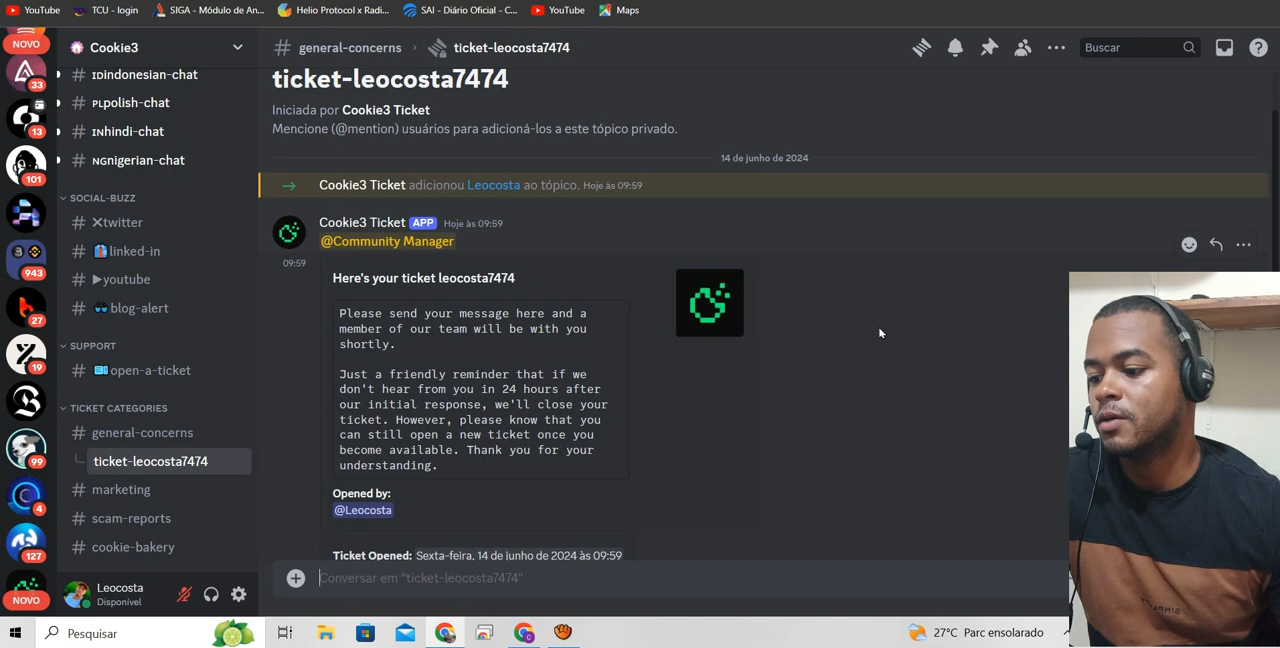 YouTube TCU - login SIGA - Módulo de An... Helio Protocol x Radi... SAI - Diário Oficial - C... YouTube Maps
NOVO
33
13
101
943
27
19
99
4
127
NOVO
Cookie3
IDindonesian-chat
PLpolish-chat
INhindi-chat
NGnigerian-chat
SOCIAL-BUZZ
twitter
linked-in
youtube
blog-alert
SUPPORT
open-a-ticket
TICKET CATEGORIES
general-concerns
ticket-leocosta7474
marketing
scam-reports
cookie-bakery
Leocosta
Disponível
general-concerns › ticket-leocosta7474
Buscar
ticket-leocosta7474
Iniciada por Cookie3 Ticket
Mencione (@mention) usuários para adicioná-los a este tópico privado.
14 de junho de 2024
Cookie3 Ticket adicionou Leocosta ao tópico. Hoje às 09:59
Cookie3 Ticket APP Hoje às 09:59
@Community Manager
09:59
Here's your ticket leocosta7474
Please send your message here and a
member of our team will be with you
shortly.
Just a friendly reminder that if we
don't hear from you in 24 hours after
our initial response, we'll close your
ticket. However, please know that you
can still open a new ticket once you
become available. Thank you for your
understanding.
Opened by:
@Leocosta
Ticket Opened: Sexta-feira, 14 de junho de 2024 às 09:59
Conversar em "ticket-leocosta7474"
Pesquisar
27°C Parc ensolarado